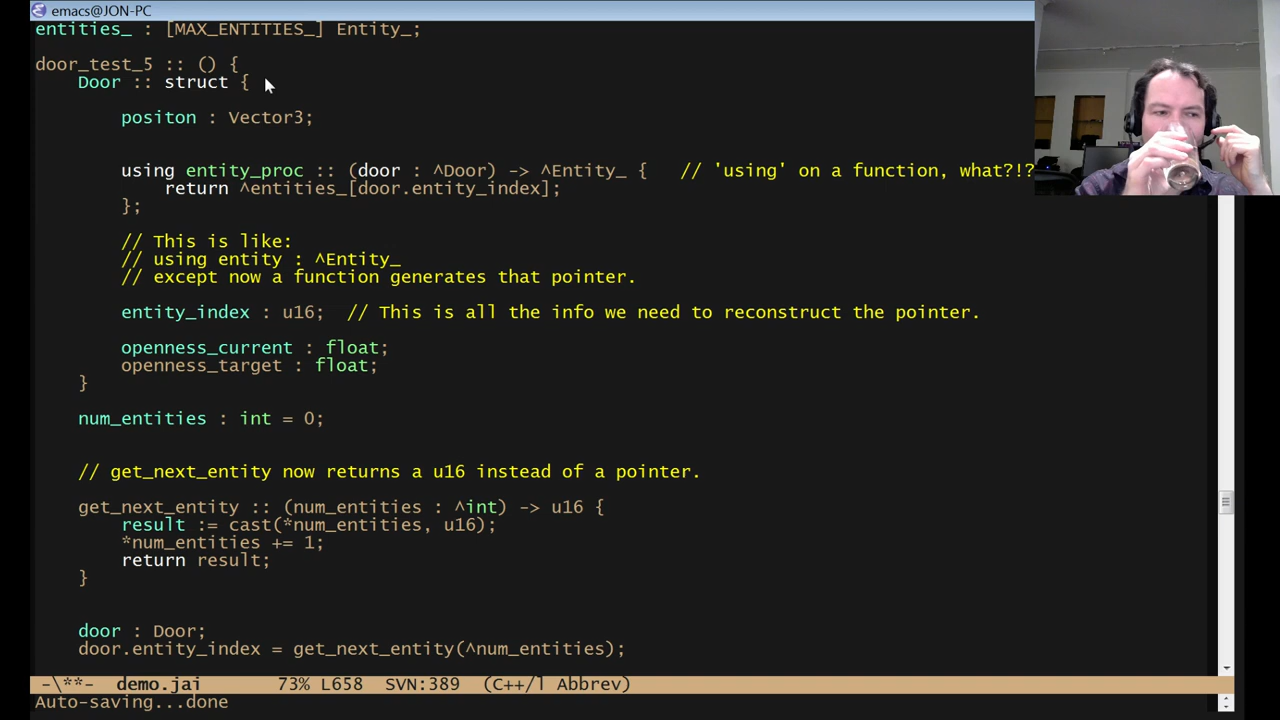 emacs@JON-PC
entities_ : [MAX_ENTITIES_] Entity_;
door_test_5 :: () {
Door :: struct {
positon : Vector3;
using entity_proc :: (door : ^Door) -> ^Entity_ { // 'using' on a function, what?!?
return ^entities_[door.entity_index];
};
// This is like:
// using entity : ^Entity_
// except now a function generates that pointer.
entity_index : u16; // This is all the info we need to reconstruct the pointer.
openness_current : float;
openness_target : float;
}
num_entities : int = 0;
// get_next_entity now returns a u16 instead of a pointer.
get_next_entity :: (num_entities : ^int) -> u16 {
result := cast(*num_entities, u16);
*num_entities += 1;
return result;
}
door : Door;
door.entity_index = get_next_entity(^num_entities);
-\**- demo.jai 73% L658 SVN:389 (C++/l Abbrev)
Auto-saving...done